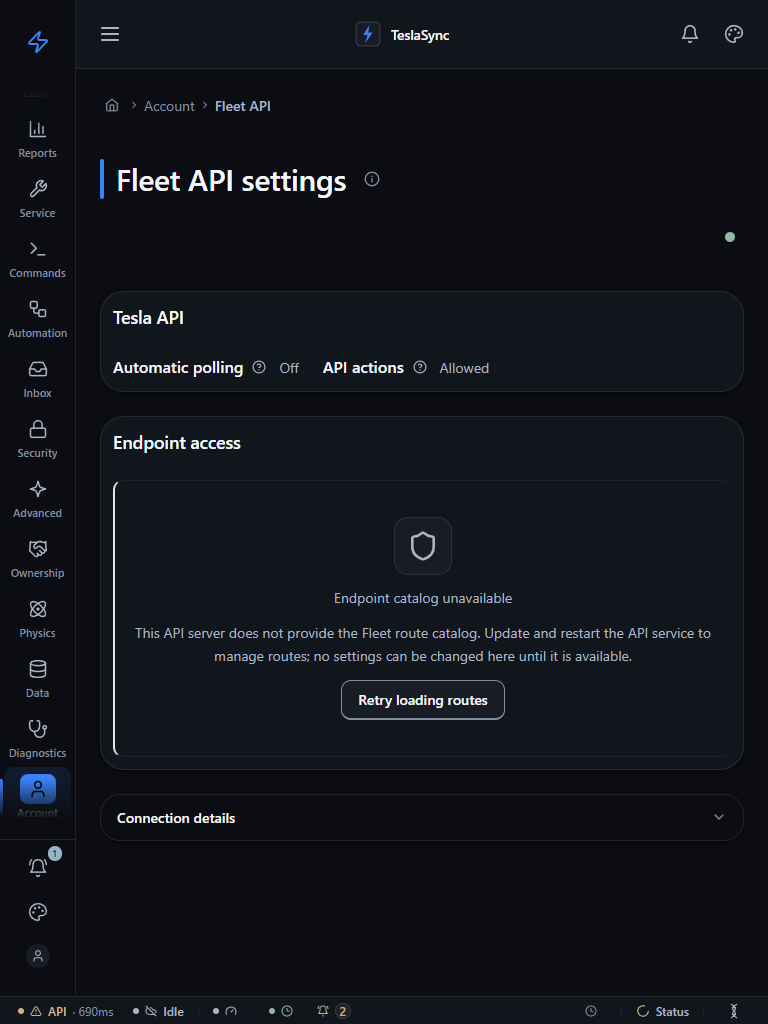 TeslaSync
Account
Fleet API
Fleet API settings
Reports
Service
Commands
Automation
Inbox
Security
Advanced
Ownership
Physics
Data
Diagnostics
Account
1
Tesla API
Automatic polling
Off
API actions
Allowed
Endpoint access
Endpoint catalog unavailable
This API server does not provide the Fleet route catalog. Update and restart the API service to
manage routes; no settings can be changed here until it is available.
Retry loading routes
Connection details
API · 690ms
Idle
2
Status